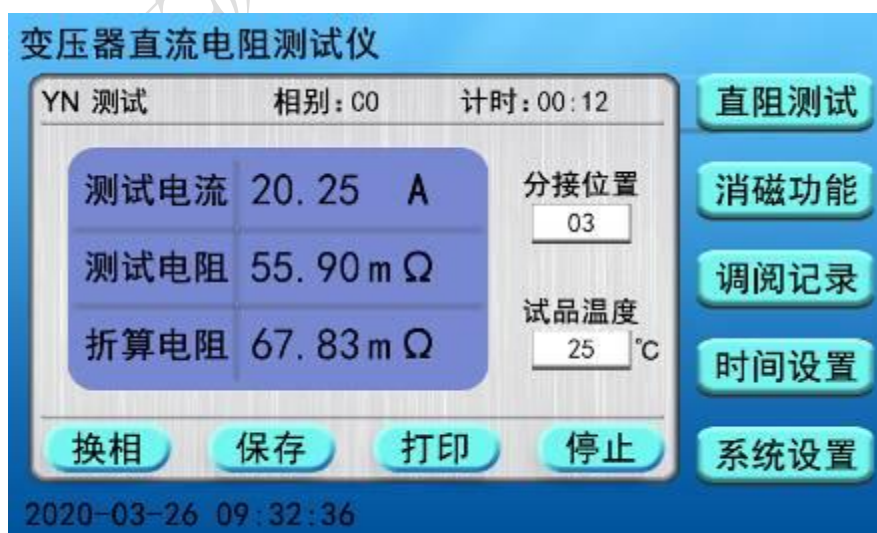 变压器直流电阻测试仪
YN 测试 相别:C0 计时:00:12
测试电流 20.25 A
测试电阻 55.90mΩ
折算电阻 67.83mΩ
分接位置
03
试品温度
25 ℃
换相 保存 打印 停止
直阻测试
消磁功能
调阅记录
时间设置
系统设置
2020-03-26 09:32:36